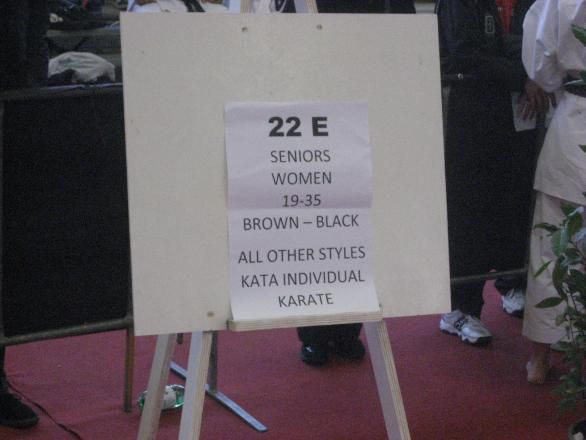 22 E
SENIORS
WOMEN
19-35
BROWN – BLACK
ALL OTHER STYLES
KATA INDIVIDUAL
KARATE